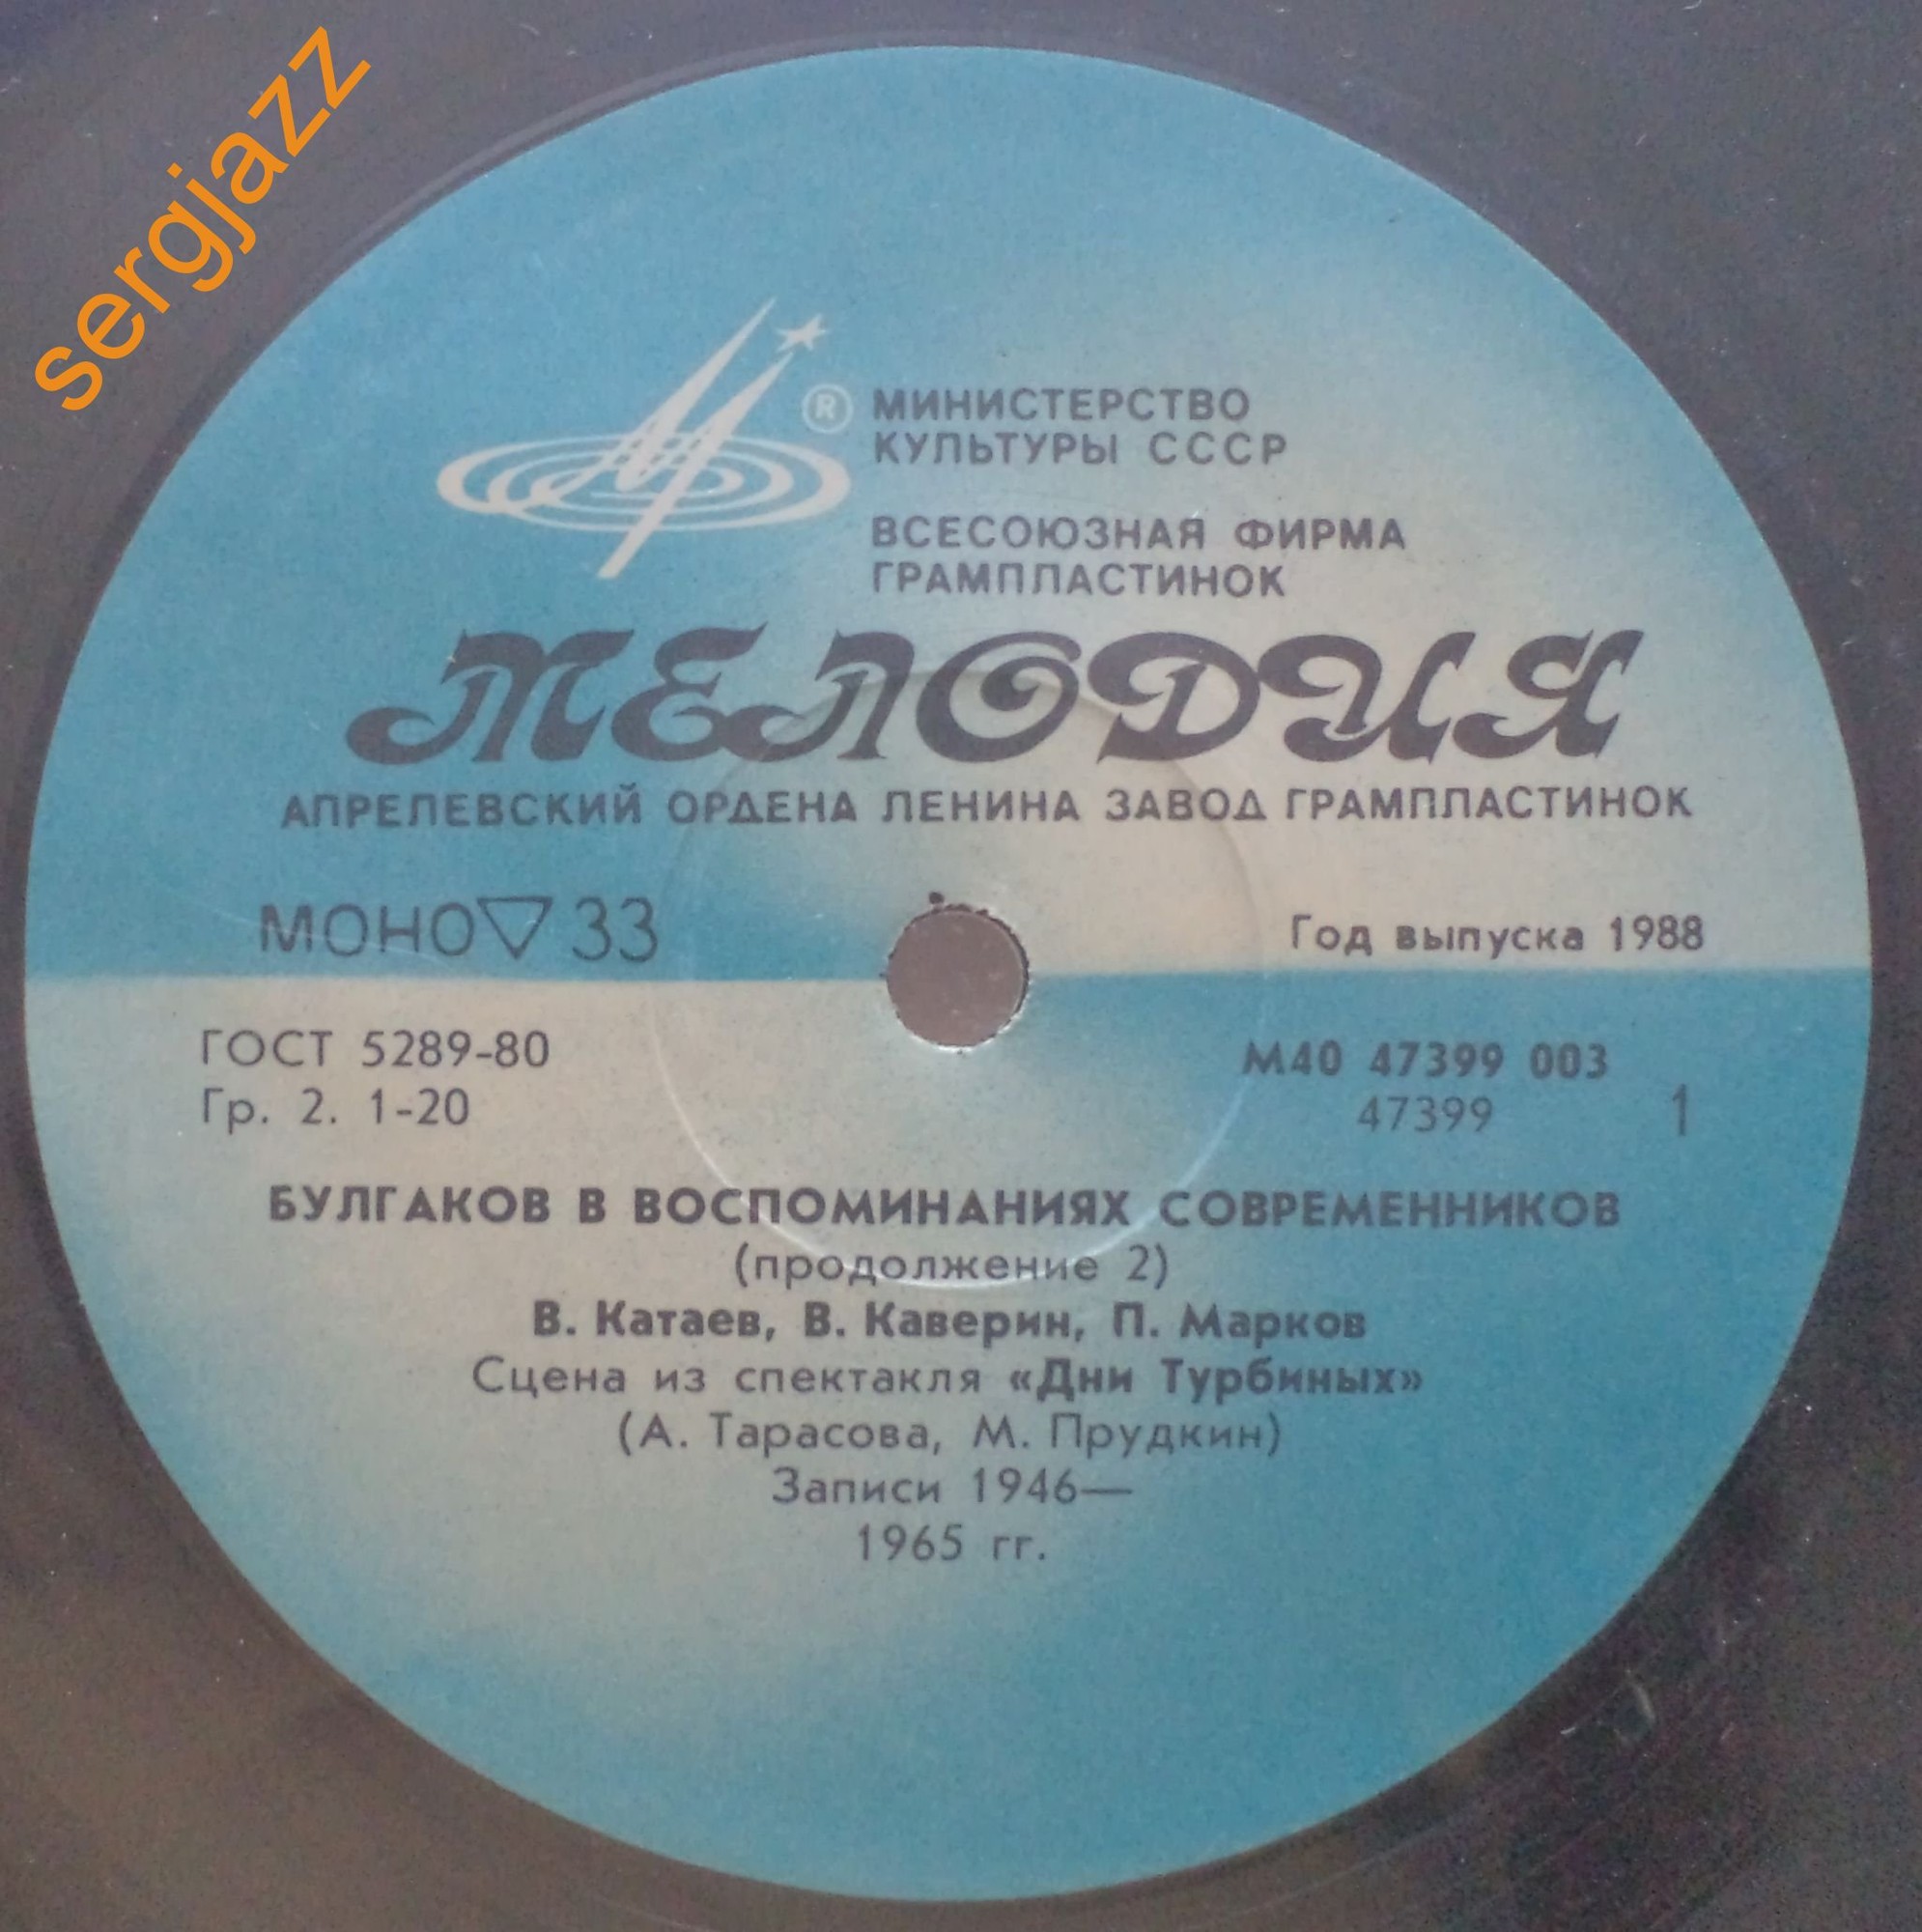 sergjazz
® МИНИСТЕРСТВО
КУЛЬТУРЫ СССР
ВСЕСОЮЗНАЯ ФИРМА
ГРАМПЛАСТИНОК
МЕЛОДИЯ
АПРЕЛЕВСКИЙ ОРДЕНА ЛЕНИНА ЗАВОД ГРАМПЛАСТИНОК
МОНО ▽ 33
Год выпуска 1988
ГОСТ 5289-80
Гр. 2. 1-20
М40 47399 003
47399 1
БУЛГАКОВ В ВОСПОМИНАНИЯХ СОВРЕМЕННИКОВ
(продолжение 2)
В. Катаев, В. Каверин, П. Марков
Сцена из спектакля «Дни Турбиных»
(А. Тарасова, М. Прудкин)
Записи 1946—
1965 гг.